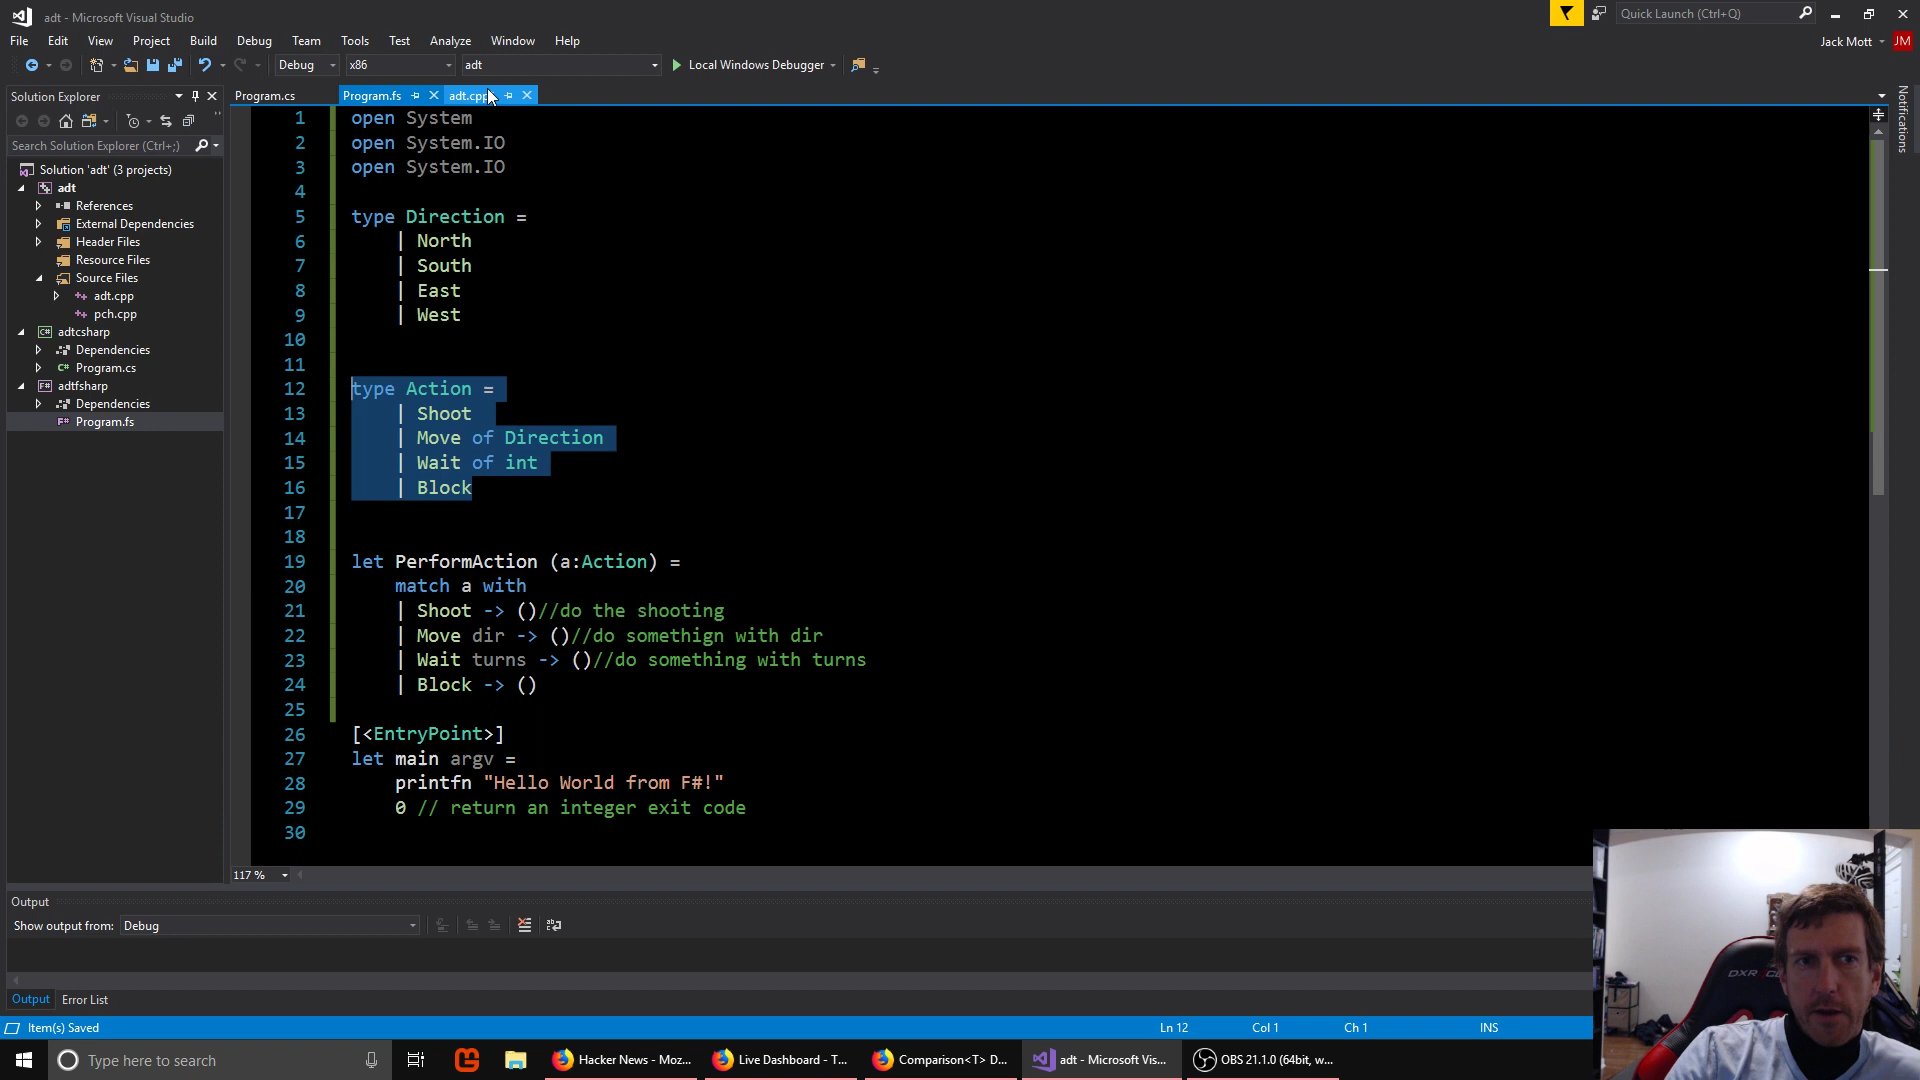 adt - Microsoft Visual Studio
Quick Launch (Ctrl+Q)
File Edit View Project Build Debug Team Tools Test Analyze Window Help
Jack Mott JM
Debug x86 adt Local Windows Debugger
Solution Explorer
Program.cs Program.fs adt.cpp
Notifications
Search Solution Explorer (Ctrl+;)
Solution 'adt' (3 projects)
adt
References
External Dependencies
Header Files
Resource Files
Source Files
adt.cpp
pch.cpp
adtcsharp
Dependencies
Program.cs
adtfsharp
Dependencies
Program.fs
1 open System
2 open System.IO
3 open System.IO
4
5 type Direction =
6 | North
7 | South
8 | East
9 | West
10
11
12 type Action =
13 | Shoot
14 | Move of Direction
15 | Wait of int
16 | Block
17
18
19 let PerformAction (a:Action) =
20 match a with
21 | Shoot -> ()//do the shooting
22 | Move dir -> ()//do somethign with dir
23 | Wait turns -> ()//do something with turns
24 | Block -> ()
25
26 [<EntryPoint>]
27 let main argv =
28 printfn "Hello World from F#!"
29 0 // return an integer exit code
30
117 %
Output
Show output from: Debug
Output Error List
Item(s) Saved Ln 12 Col 1 Ch 1 INS
Type here to search
Hacker News - Moz... Live Dashboard - T... Comparison<T> D... adt - Microsoft Vis... OBS 21.1.0 (64bit, w...